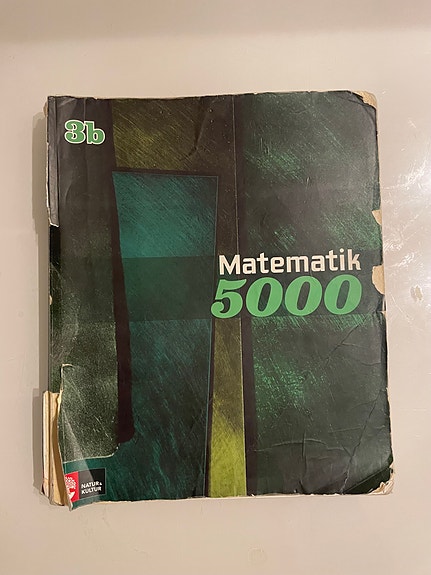 3b
Matematik
5000
NATUR &
KULTUR